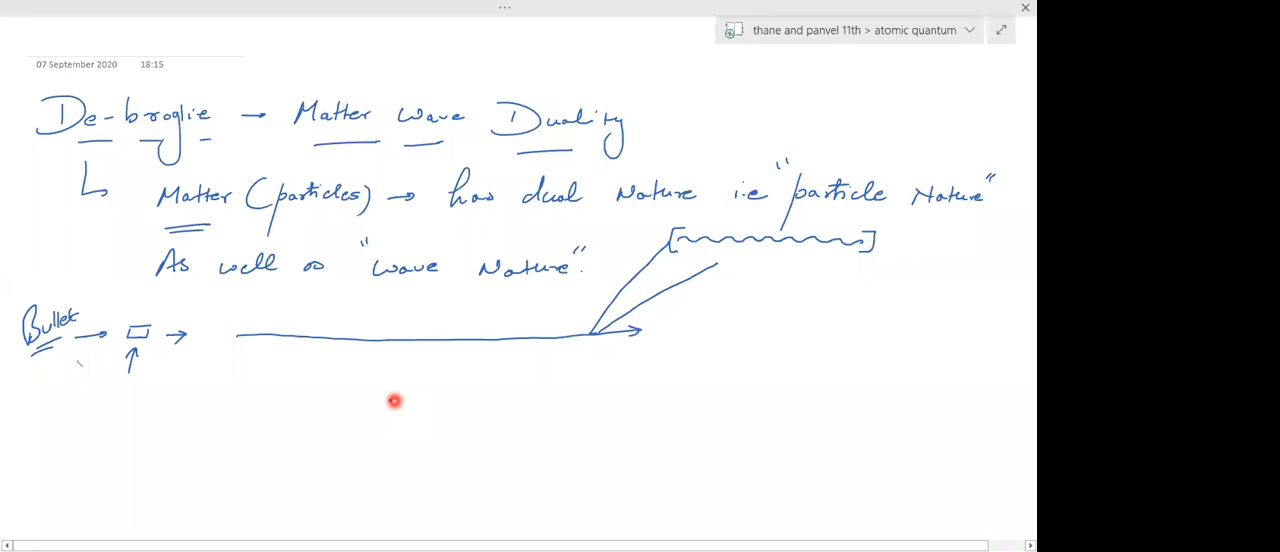 thane and panvel 11th > atomic quantum
07 September 2020 18:15
De-broglie → Matter wave Duality
Matter (particles) → has dual Nature i.e "particle Nature"
As well as "wave Nature".
Bullet →